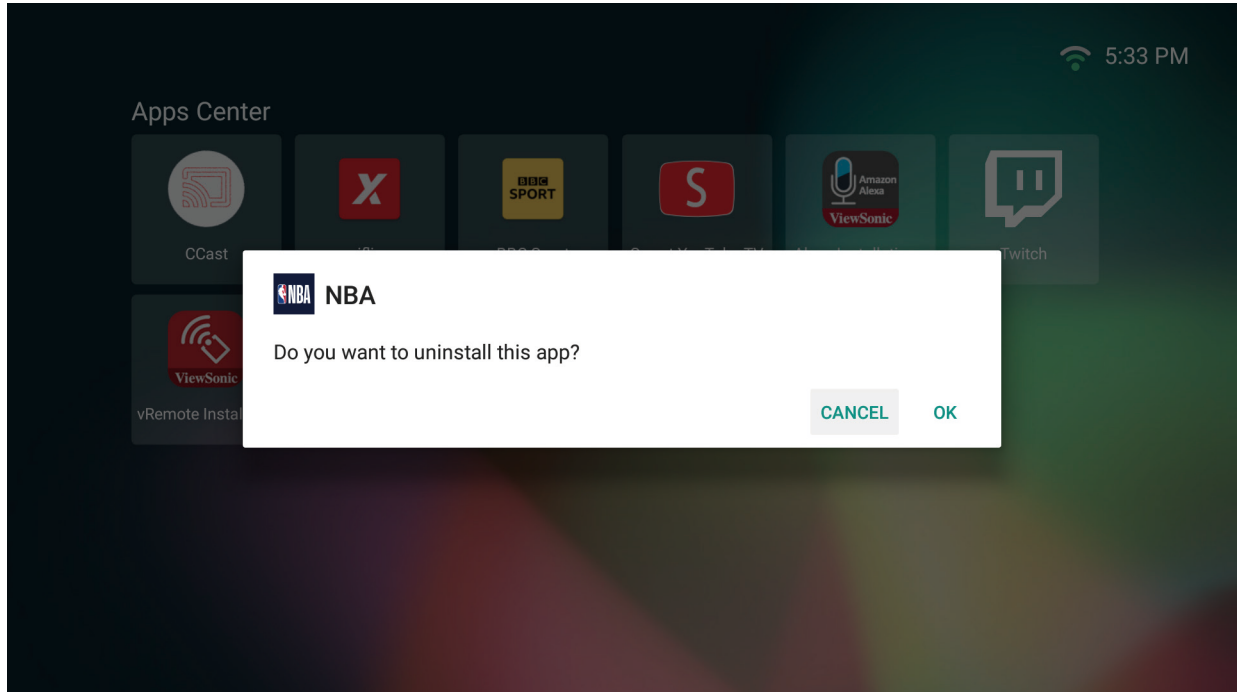 5:33 PM
Apps Center
BBC
SPORT
S
Amazon
Alexa
ViewSonic
CCast
Twitch
NBA NBA
Do you want to uninstall this app?
ViewSonic
CANCEL OK
vRemote Instal